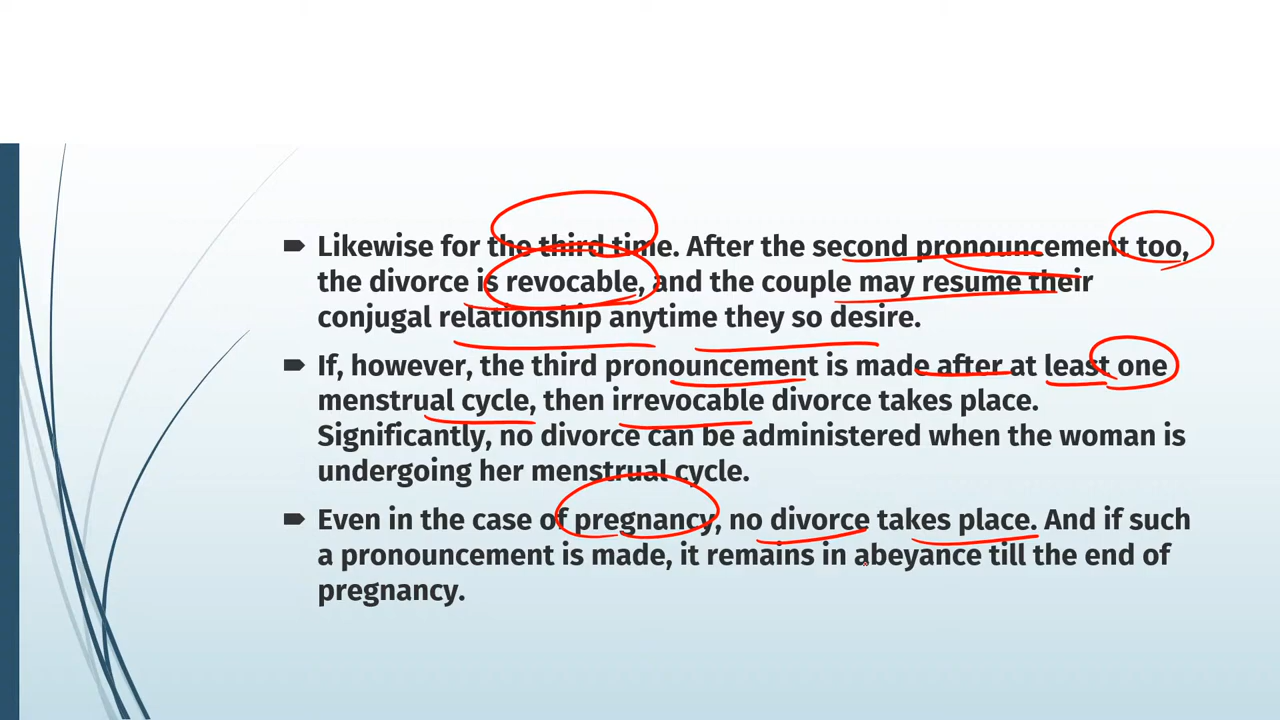 Likewise for the third time. After the second pronouncement too,
the divorce is revocable, and the couple may resume their
conjugal relationship anytime they so desire.
If, however, the third pronouncement is made after at least one
menstrual cycle, then irrevocable divorce takes place.
Significantly, no divorce can be administered when the woman is
undergoing her menstrual cycle.
Even in the case of pregnancy, no divorce takes place. And if such
a pronouncement is made, it remains in abeyance till the end of
pregnancy.